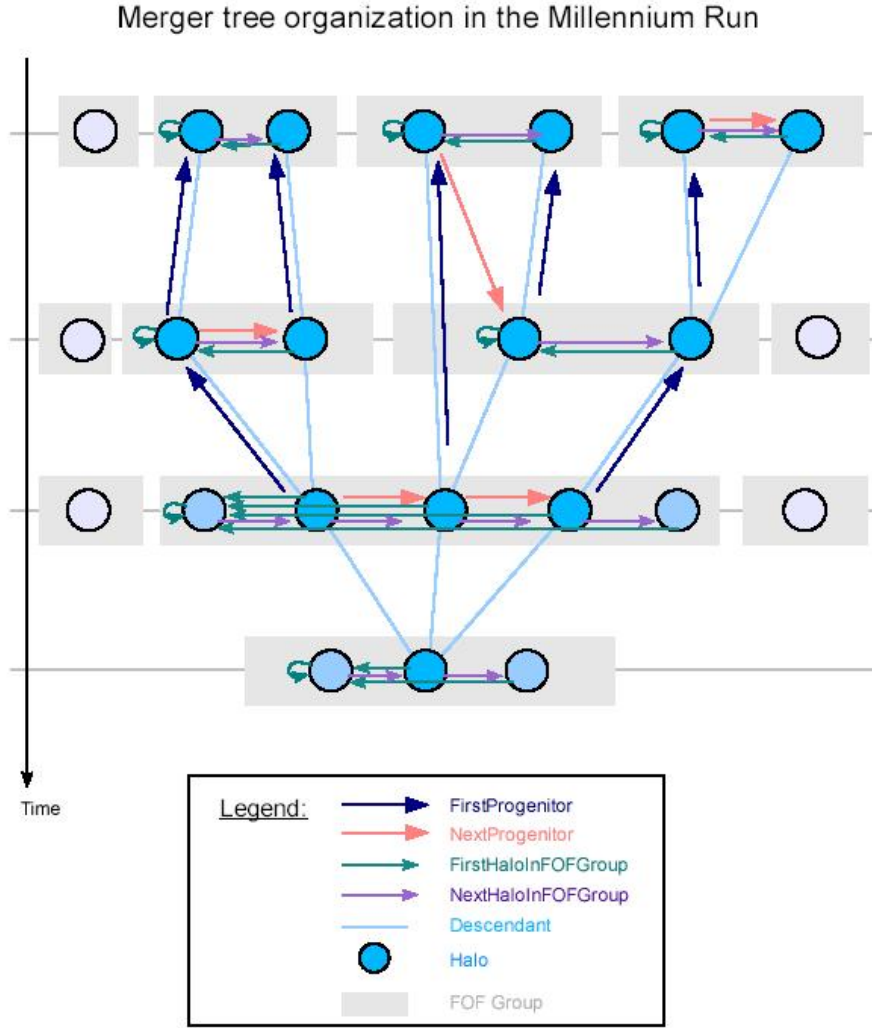 Merger tree organization in the Millennium Run
Time
Legend:
FirstProgenitor
NextProgenitor
FirstHaloInFOFGroup
NextHaloInFOFGroup
Descendant
Halo
FOF Group